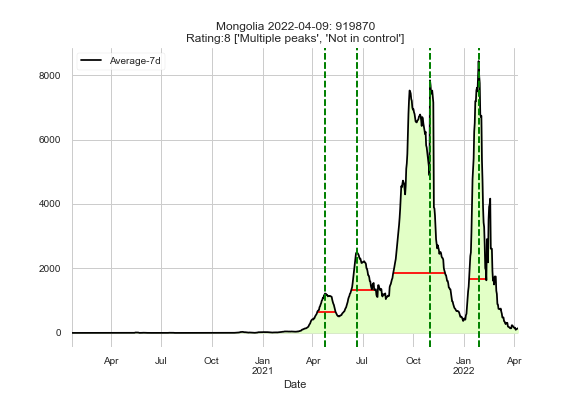 Mongolia 2022-04-09: 919870
Rating:8 ['Multiple peaks', 'Not in control']
Average-7d
8000
6000
4000
2000
0
Apr Jul Oct Jan Apr Jul Oct Jan Apr
2021 2022
Date